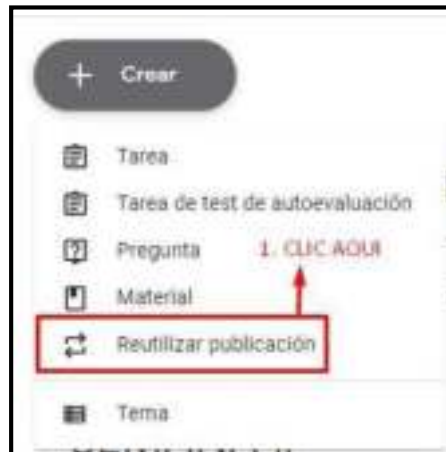 + Crear
Tarea
Tarea de test de autoevaluación
Pregunta 1. CLIC AQUI
Material
Reutilizar publicación
Tema